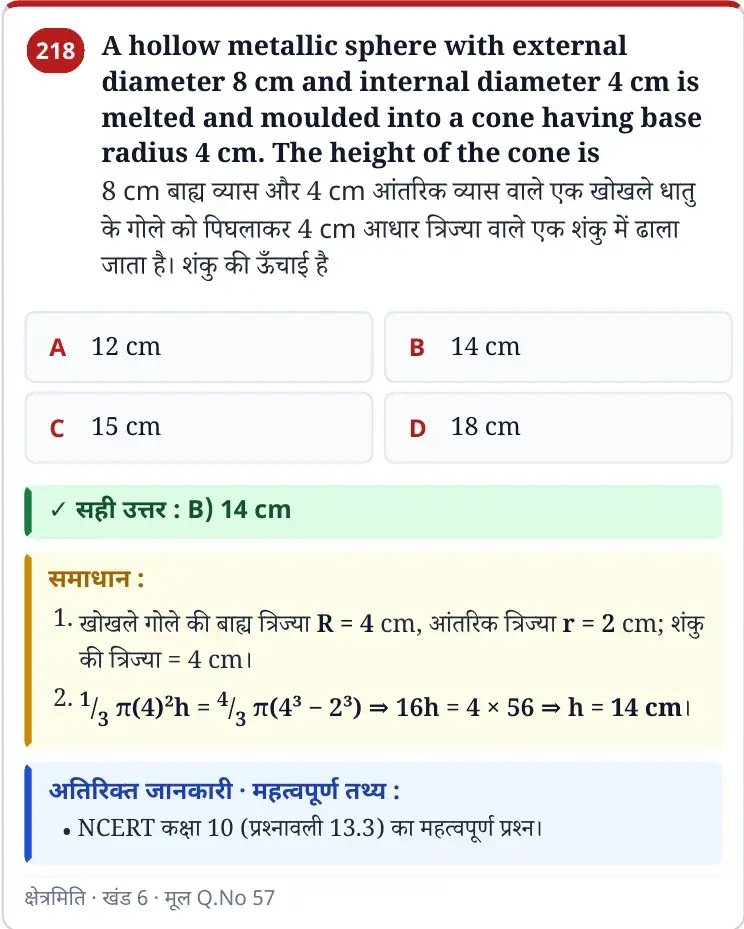 218
A hollow metallic sphere with external
diameter 8 cm and internal diameter 4 cm is
melted and moulded into a cone having base
radius 4 cm. The height of the cone is
8 cm बाह्य व्यास और 4 cm आंतरिक व्यास वाले एक खोखले धातु
के गोले को पिघलाकर 4 cm आधार त्रिज्या वाले एक शंकु में ढाला
जाता है। शंकु की ऊँचाई है
A 12 cm
B 14 cm
C 15 cm
D 18 cm
✓ सही उत्तर : B) 14 cm
समाधान :
1. खोखले गोले की बाह्य त्रिज्या R = 4 cm, आंतरिक त्रिज्या r = 2 cm; शंकु
की त्रिज्या = 4 cm।
2. ¹/₃ π(4)²h = ⁴/₃ π(4³ − 2³) ⇒ 16h = 4 × 56 ⇒ h = 14 cm।
अतिरिक्त जानकारी · महत्वपूर्ण तथ्य :
• NCERT कक्षा 10 (प्रश्नावली 13.3) का महत्वपूर्ण प्रश्न।
क्षेत्रमिति · खंड 6 · मूल Q.No 57